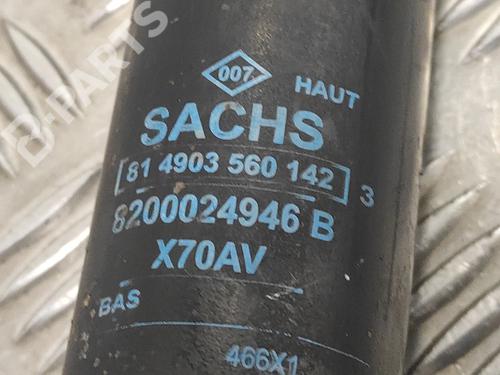 B-Parts
007
HAUT
SACHS
81 4903 560 142 3
8200024946 B
X70AV
BAS
466X1